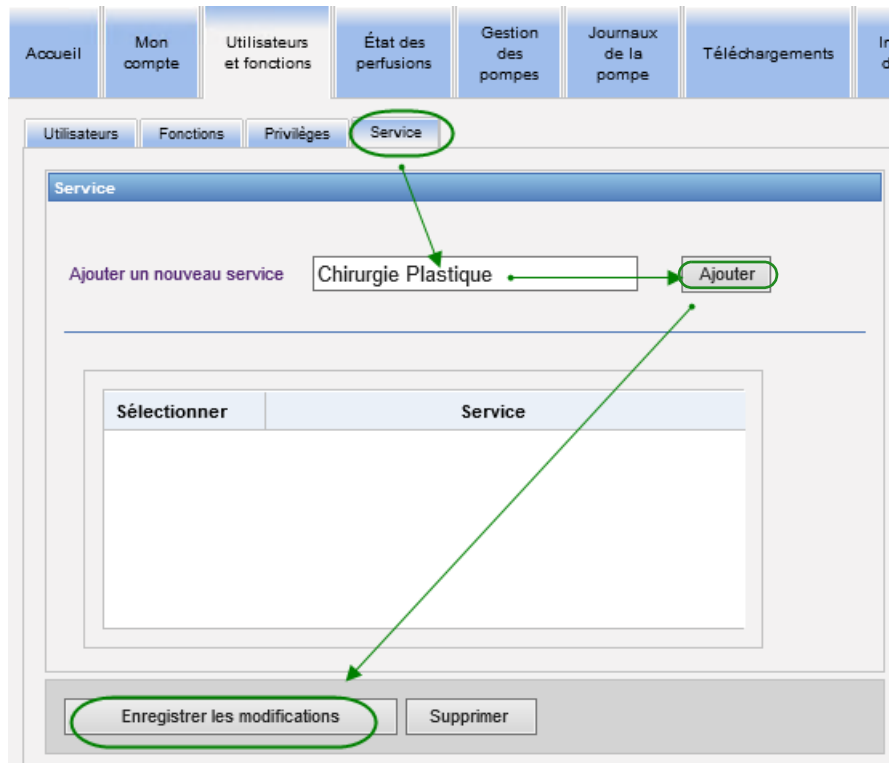 Accueil
Mon
compte
Utilisateurs
et fonctions
État des
perfusions
Gestion
des
pompes
Journaux
de la
pompe
Téléchargements
Utilisateurs
Fonctions
Privilèges
Service
Service
Ajouter un nouveau service
Chirurgie Plastique
Ajouter
Sélectionner
Service
Enregistrer les modifications
Supprimer